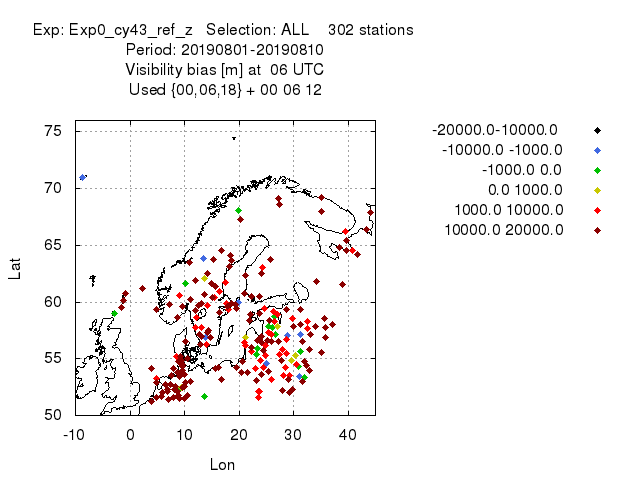 Exp: Exp0_cy43_ref_z Selection: ALL 302 stations
Period: 20190801-20190810
Visibility bias [m] at 06 UTC
Used {00,06,18} + 00 06 12
-20000.0-10000.0
-10000.0 -1000.0
-1000.0 0.0
0.0 1000.0
1000.0 10000.0
10000.0 20000.0
75
70
65
60
55
50
Lat
-10 0 10 20 30 40
Lon